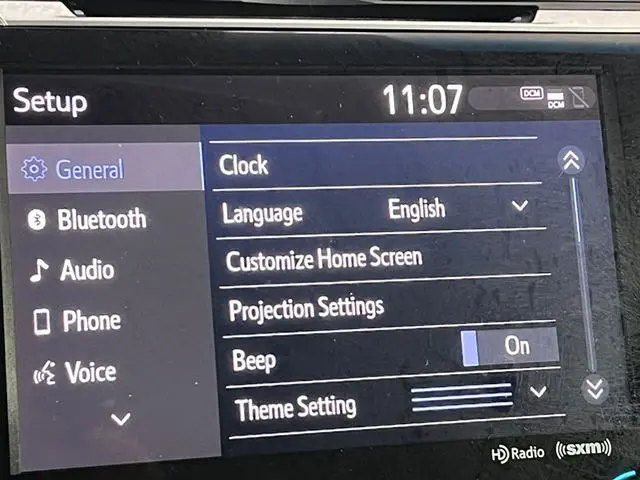 Setup
11:07
DCM
DCM
General
Bluetooth
Audio
Phone
Voice
Clock
Language English
Customize Home Screen
Projection Settings
Beep On
Theme Setting
HD Radio ((SXM))